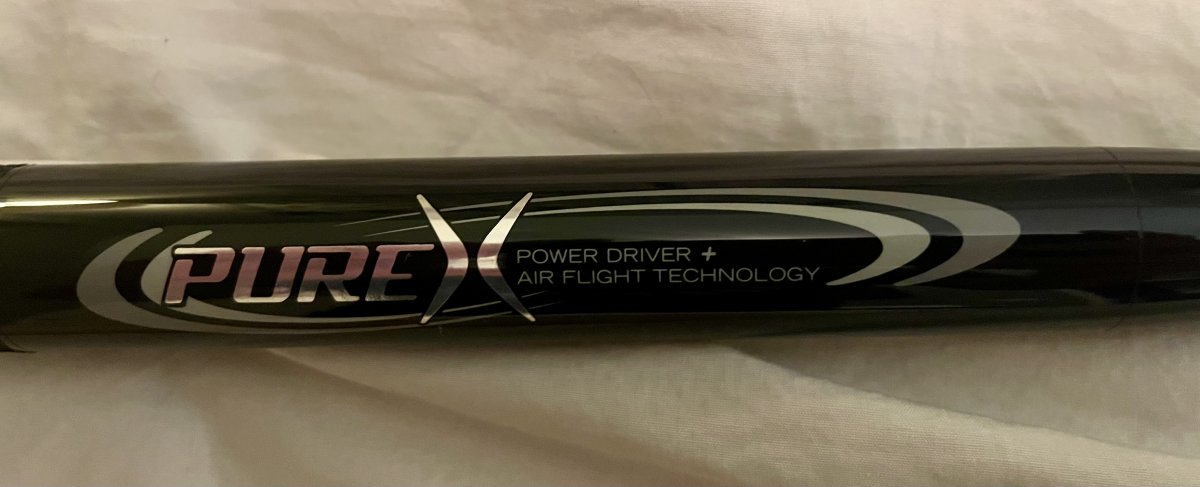 PUREX
POWER DRIVER +
AIR FLIGHT TECHNOLOGY